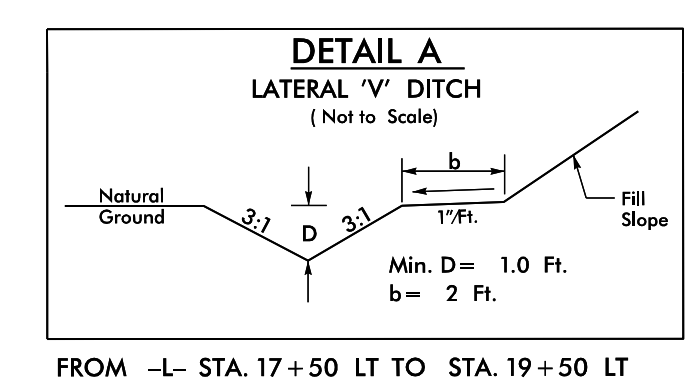 DETAIL A
LATERAL 'V' DITCH
( Not to Scale)
b
Natural
Ground
3:1
D
3:1
1"/Ft.
Fill
Slope
Min. D= 1.0 Ft.
b= 2 Ft.
FROM -L- STA. 17+50 LT TO STA. 19+50 LT